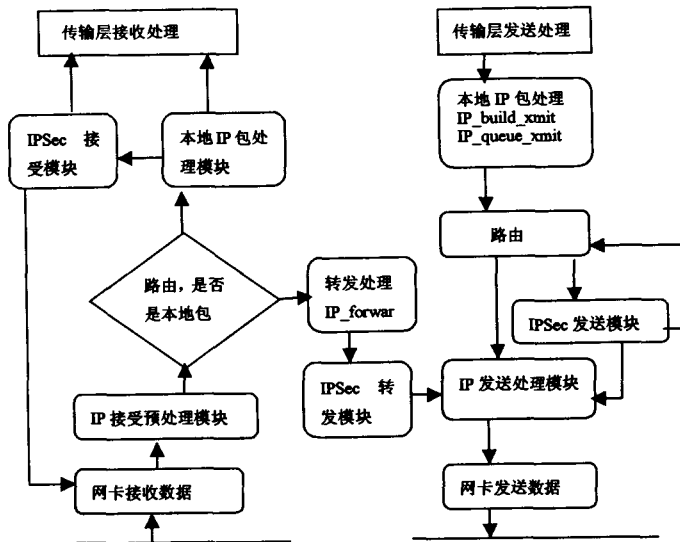 传输层接收处理
传输层发送处理
IPSec 接
受模块
本地 IP 包处
理模块
本地 IP 包处理
IP_build_xmit
IP_queue_xmit
路由，是否
是本地包
转发处理
IP_forwar
路由
IPSec 发送模块
IPSec 转
发模块
IP 发送处理模块
IP 接受预处理模块
网卡接收数据
网卡发送数据